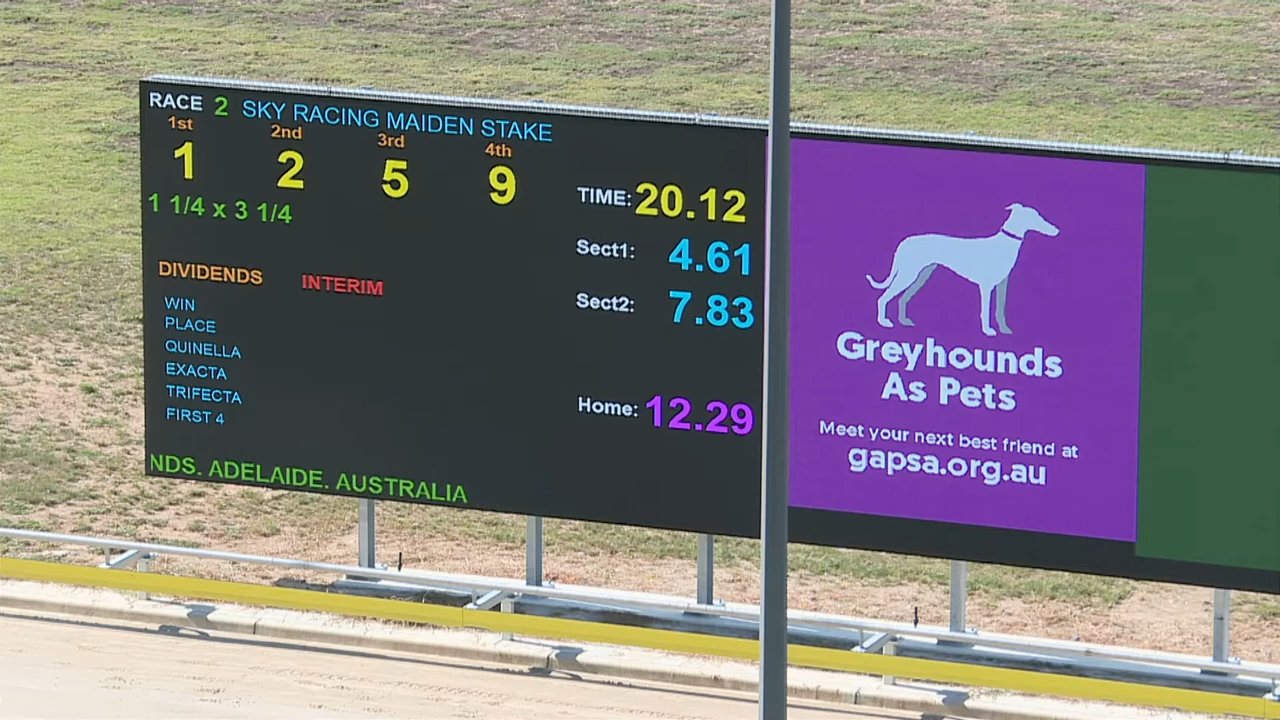 RACE 2 SKY RACING MAIDEN STAKE
1st 2nd 3rd 4th
1 2 5 9
1 1/4 x 3 1/4
TIME: 20.12
Sect1: 4.61
Sect2: 7.83
Home: 12.29
DIVIDENDS INTERIM
WIN
PLACE
QUINELLA
EXACTA
TRIFECTA
FIRST 4
NDS. ADELAIDE. AUSTRALIA
Greyhounds
As Pets
Meet your next best friend at
gapsa.org.au